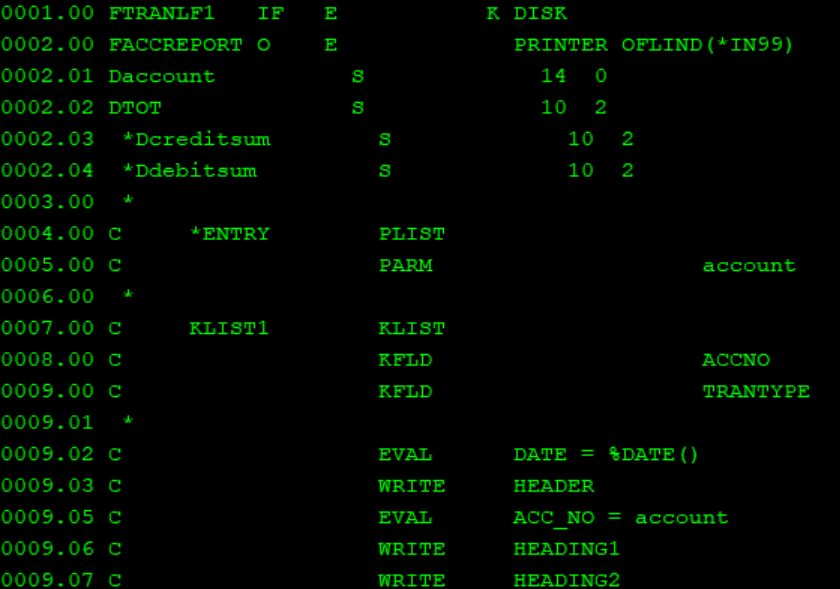 0001.00 FTRANLF1   IF   E           K DISK
0002.00 FACCREPORT O    E             PRINTER OFLIND(*IN99)
0002.01 Daccount          S             14  0
0002.02 DTOT              S             10  2
0002.03  *Dcreditsum        S             10  2
0002.04  *Ddebitsum         S             10  2
0003.00  *
0004.00 C     *ENTRY        PLIST
0005.00 C                   PARM                    account
0006.00  *
0007.00 C     KLIST1        KLIST
0008.00 C                   KFLD                    ACCNO
0009.00 C                   KFLD                    TRANTYPE
0009.01  *
0009.02 C                   EVAL      DATE = %DATE()
0009.03 C                   WRITE     HEADER
0009.05 C                   EVAL      ACC_NO = account
0009.06 C                   WRITE     HEADING1
0009.07 C                   WRITE     HEADING2